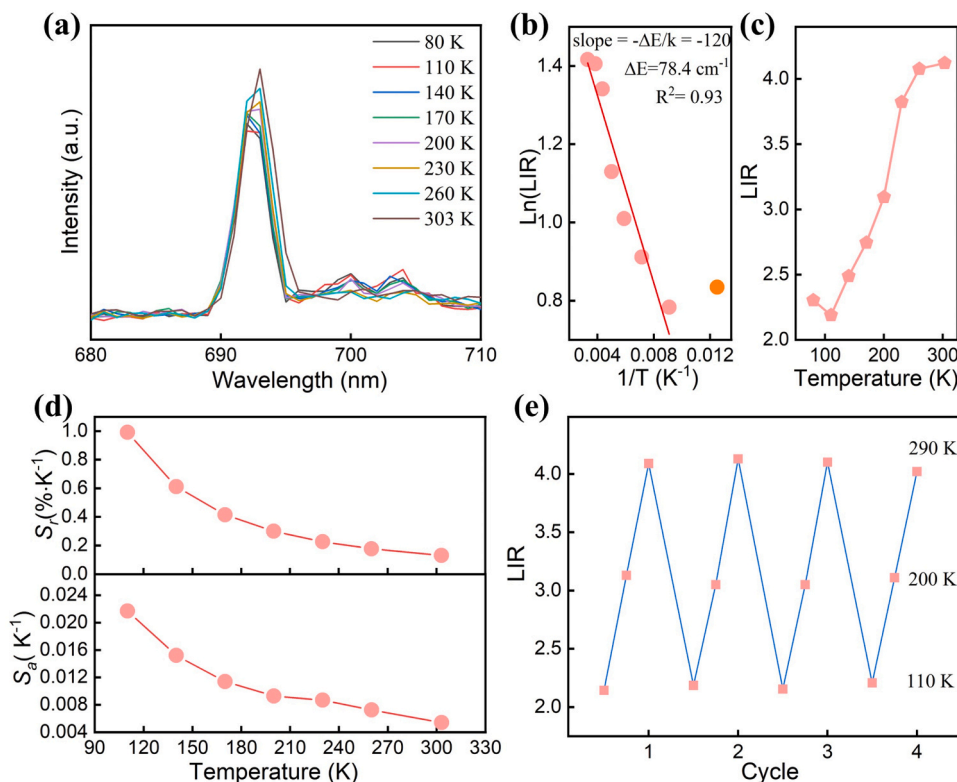 (a)
80 K
110 K
140 K
170 K
200 K
230 K
260 K
303 K
Intensity (a.u.)
680 690 700 710
Wavelength (nm)
(b)
slope = -ΔE/k = -120
ΔE=78.4 cm⁻¹
R²= 0.93
Ln(LIR)
1.4
1.2
1.0
0.8
0.004 0.008 0.012
1/T (K⁻¹)
(c)
LIR
4.0
3.5
3.0
2.5
2.0
100 200 300
Temperature (K)
(d)
Sr(%·K⁻¹)
1.0
0.8
0.6
0.4
0.2
0.0
Sa( K⁻¹)
0.024
0.020
0.016
0.012
0.008
0.004
90 120 150 180 210 240 270 300 330
Temperature (K)
(e)
LIR
4.0
3.5
3.0
2.5
2.0
290 K
200 K
110 K
1 2 3 4
Cycle